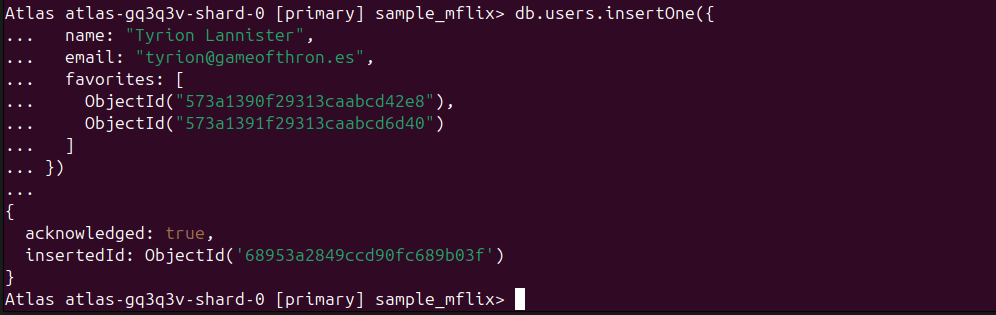 Atlas atlas-gq3q3v-shard-0 [primary] sample_mflix> db.users.insertOne({
...   name: "Tyrion Lannister",
...   email: "tyrion@gameofthron.es",
...   favorites: [
...     ObjectId("573a1390f29313caabcd42e8"),
...     ObjectId("573a1391f29313caabcd6d40")
...   ]
... })
...
{
  acknowledged: true,
  insertedId: ObjectId('68953a2849ccd90fc689b03f')
}
Atlas atlas-gq3q3v-shard-0 [primary] sample_mflix>